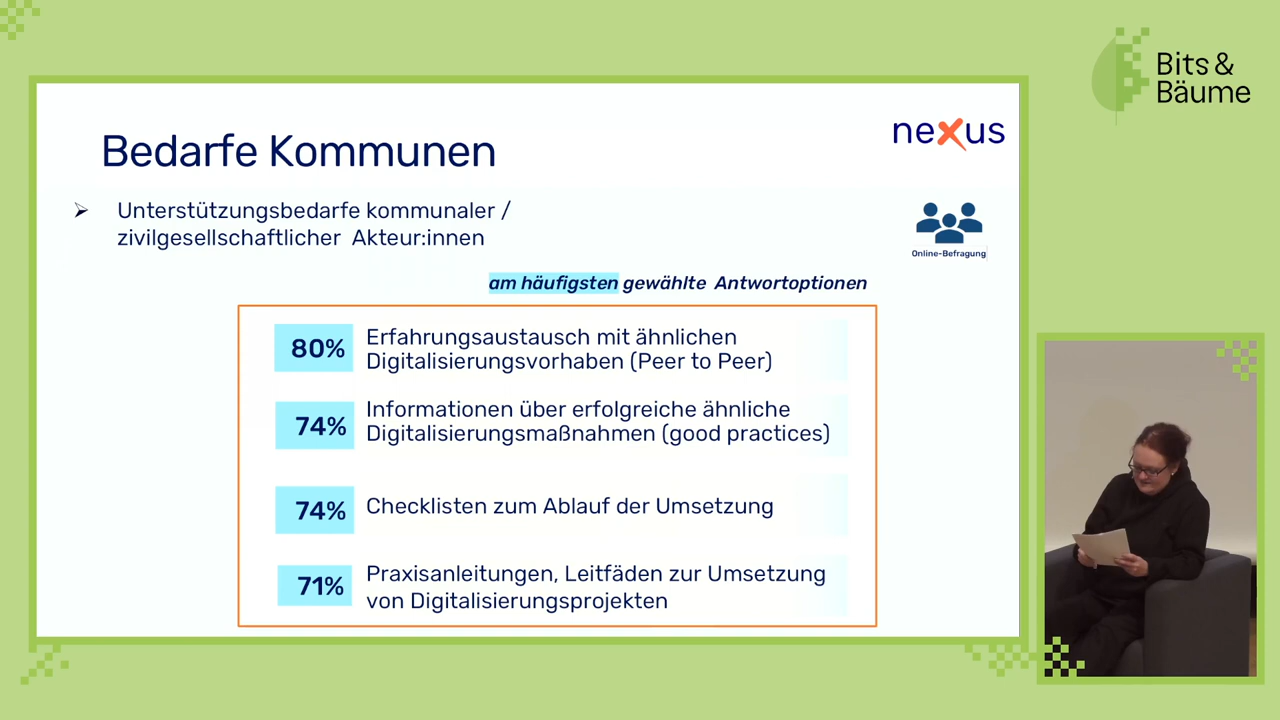 Bits &
Bäume
nexus
Bedarfe Kommunen
➢ Unterstützungsbedarfe kommunaler /
zivilgesellschaftlicher Akteur:innen
Online-Befragung
am häufigsten gewählte Antwortoptionen
80% Erfahrungsaustausch mit ähnlichen
Digitalisierungsvorhaben (Peer to Peer)
74% Informationen über erfolgreiche ähnliche
Digitalisierungsmaßnahmen (good practices)
74% Checklisten zum Ablauf der Umsetzung
71% Praxisanleitungen, Leitfäden zur Umsetzung
von Digitalisierungsprojekten